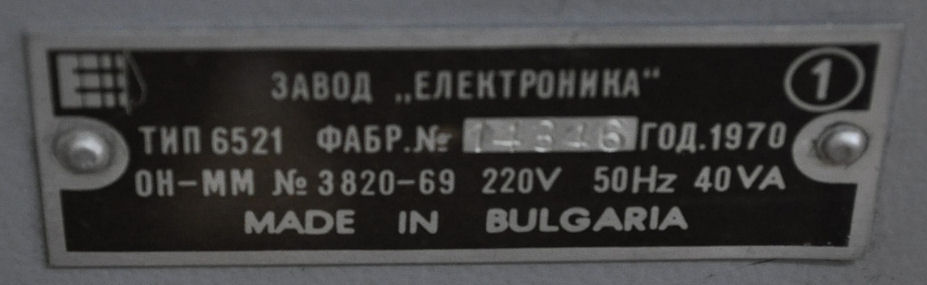 ЗАВОД „ЕЛЕКТРОНИКА“ 1
ТИП 6521 ФАБР.№ 14346 ГОД.1970
ОН-ММ № 3820-69 220V 50Hz 40VA
MADE IN BULGARIA